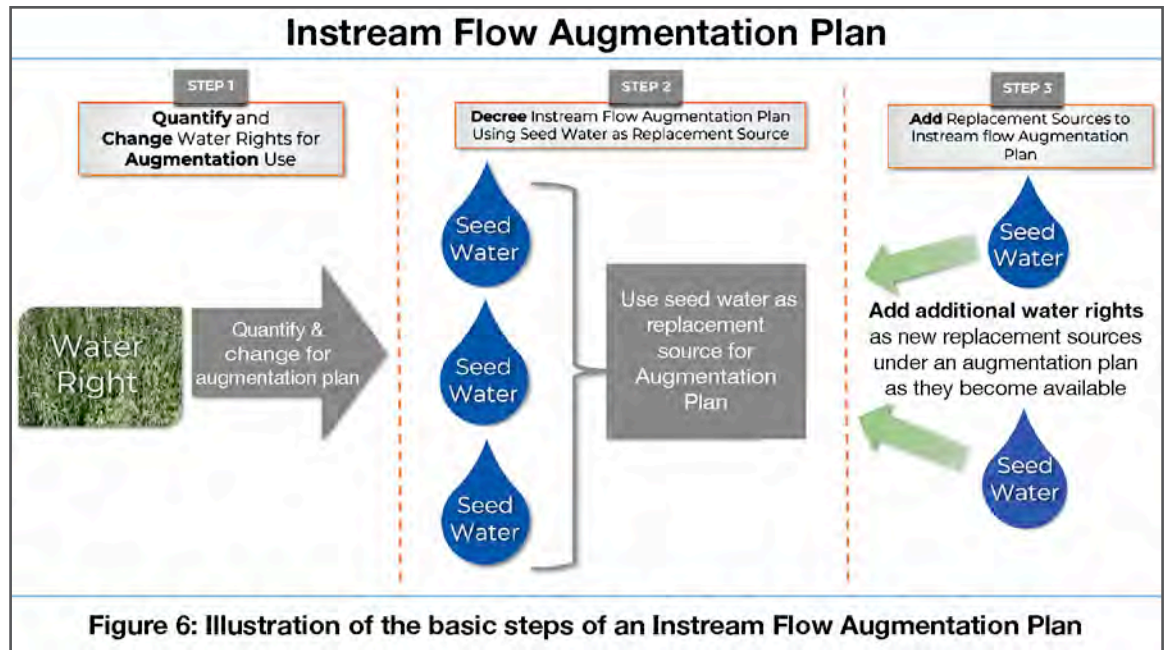 Instream Flow Augmentation Plan
STEP 1
Quantify and
Change Water Rights for
Augmentation Use
Water
Right
Quantify &
change for
augmentation plan
STEP 2
Decree Instream Flow Augmentation Plan
Using Seed Water as Replacement Source
Seed
Water
Seed
Water
Seed
Water
Use seed water as
replacement
source for
Augmentation
Plan
STEP 3
Add Replacement Sources to
Instream flow Augmentation
Plan
Seed
Water
Add additional water rights
as new replacement sources
under an augmentation plan
as they become available
Seed
Water
Figure 6: Illustration of the basic steps of an Instream Flow Augmentation Plan